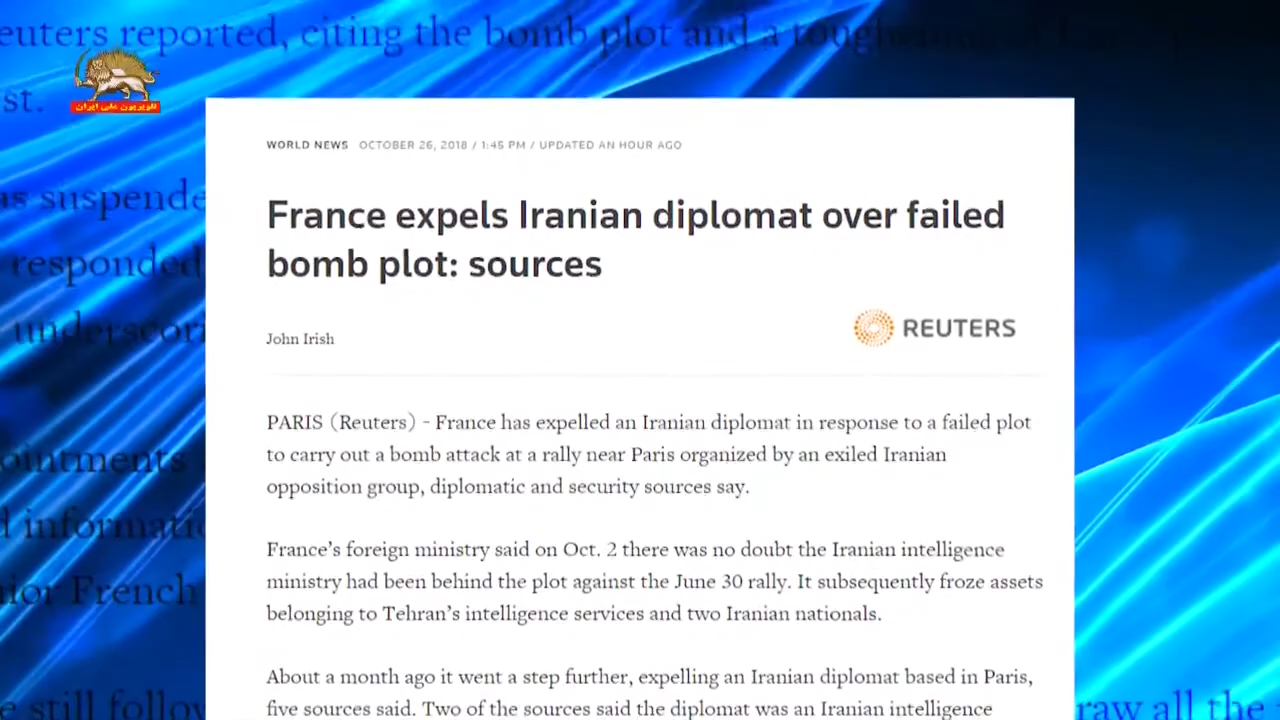 euters reported, citing the bomb plot and a
st.
تلویزیون ملی ایران
WORLD NEWS OCTOBER 26, 2018 / 1:45 PM / UPDATED AN HOUR AGO
as suspende
France expels Iranian diplomat over failed
bomb plot: sources
responded
underscor
John Irish
REUTERS
PARIS (Reuters) - France has expelled an Iranian diplomat in response to a failed plot
to carry out a bomb attack at a rally near Paris organized by an exiled Iranian
opposition group, diplomatic and security sources say.
ointments
d informatio
France's foreign ministry said on Oct. 2 there was no doubt the Iranian intelligence
ministry had been behind the plot against the June 30 rally. It subsequently froze assets
belonging to Tehran's intelligence services and two Iranian nationals.
nior French
About a month ago it went a step further, expelling an Iranian diplomat based in Paris,
five sources said. Two of the sources said the diplomat was an Iranian intelligence
e still follow
raw all the